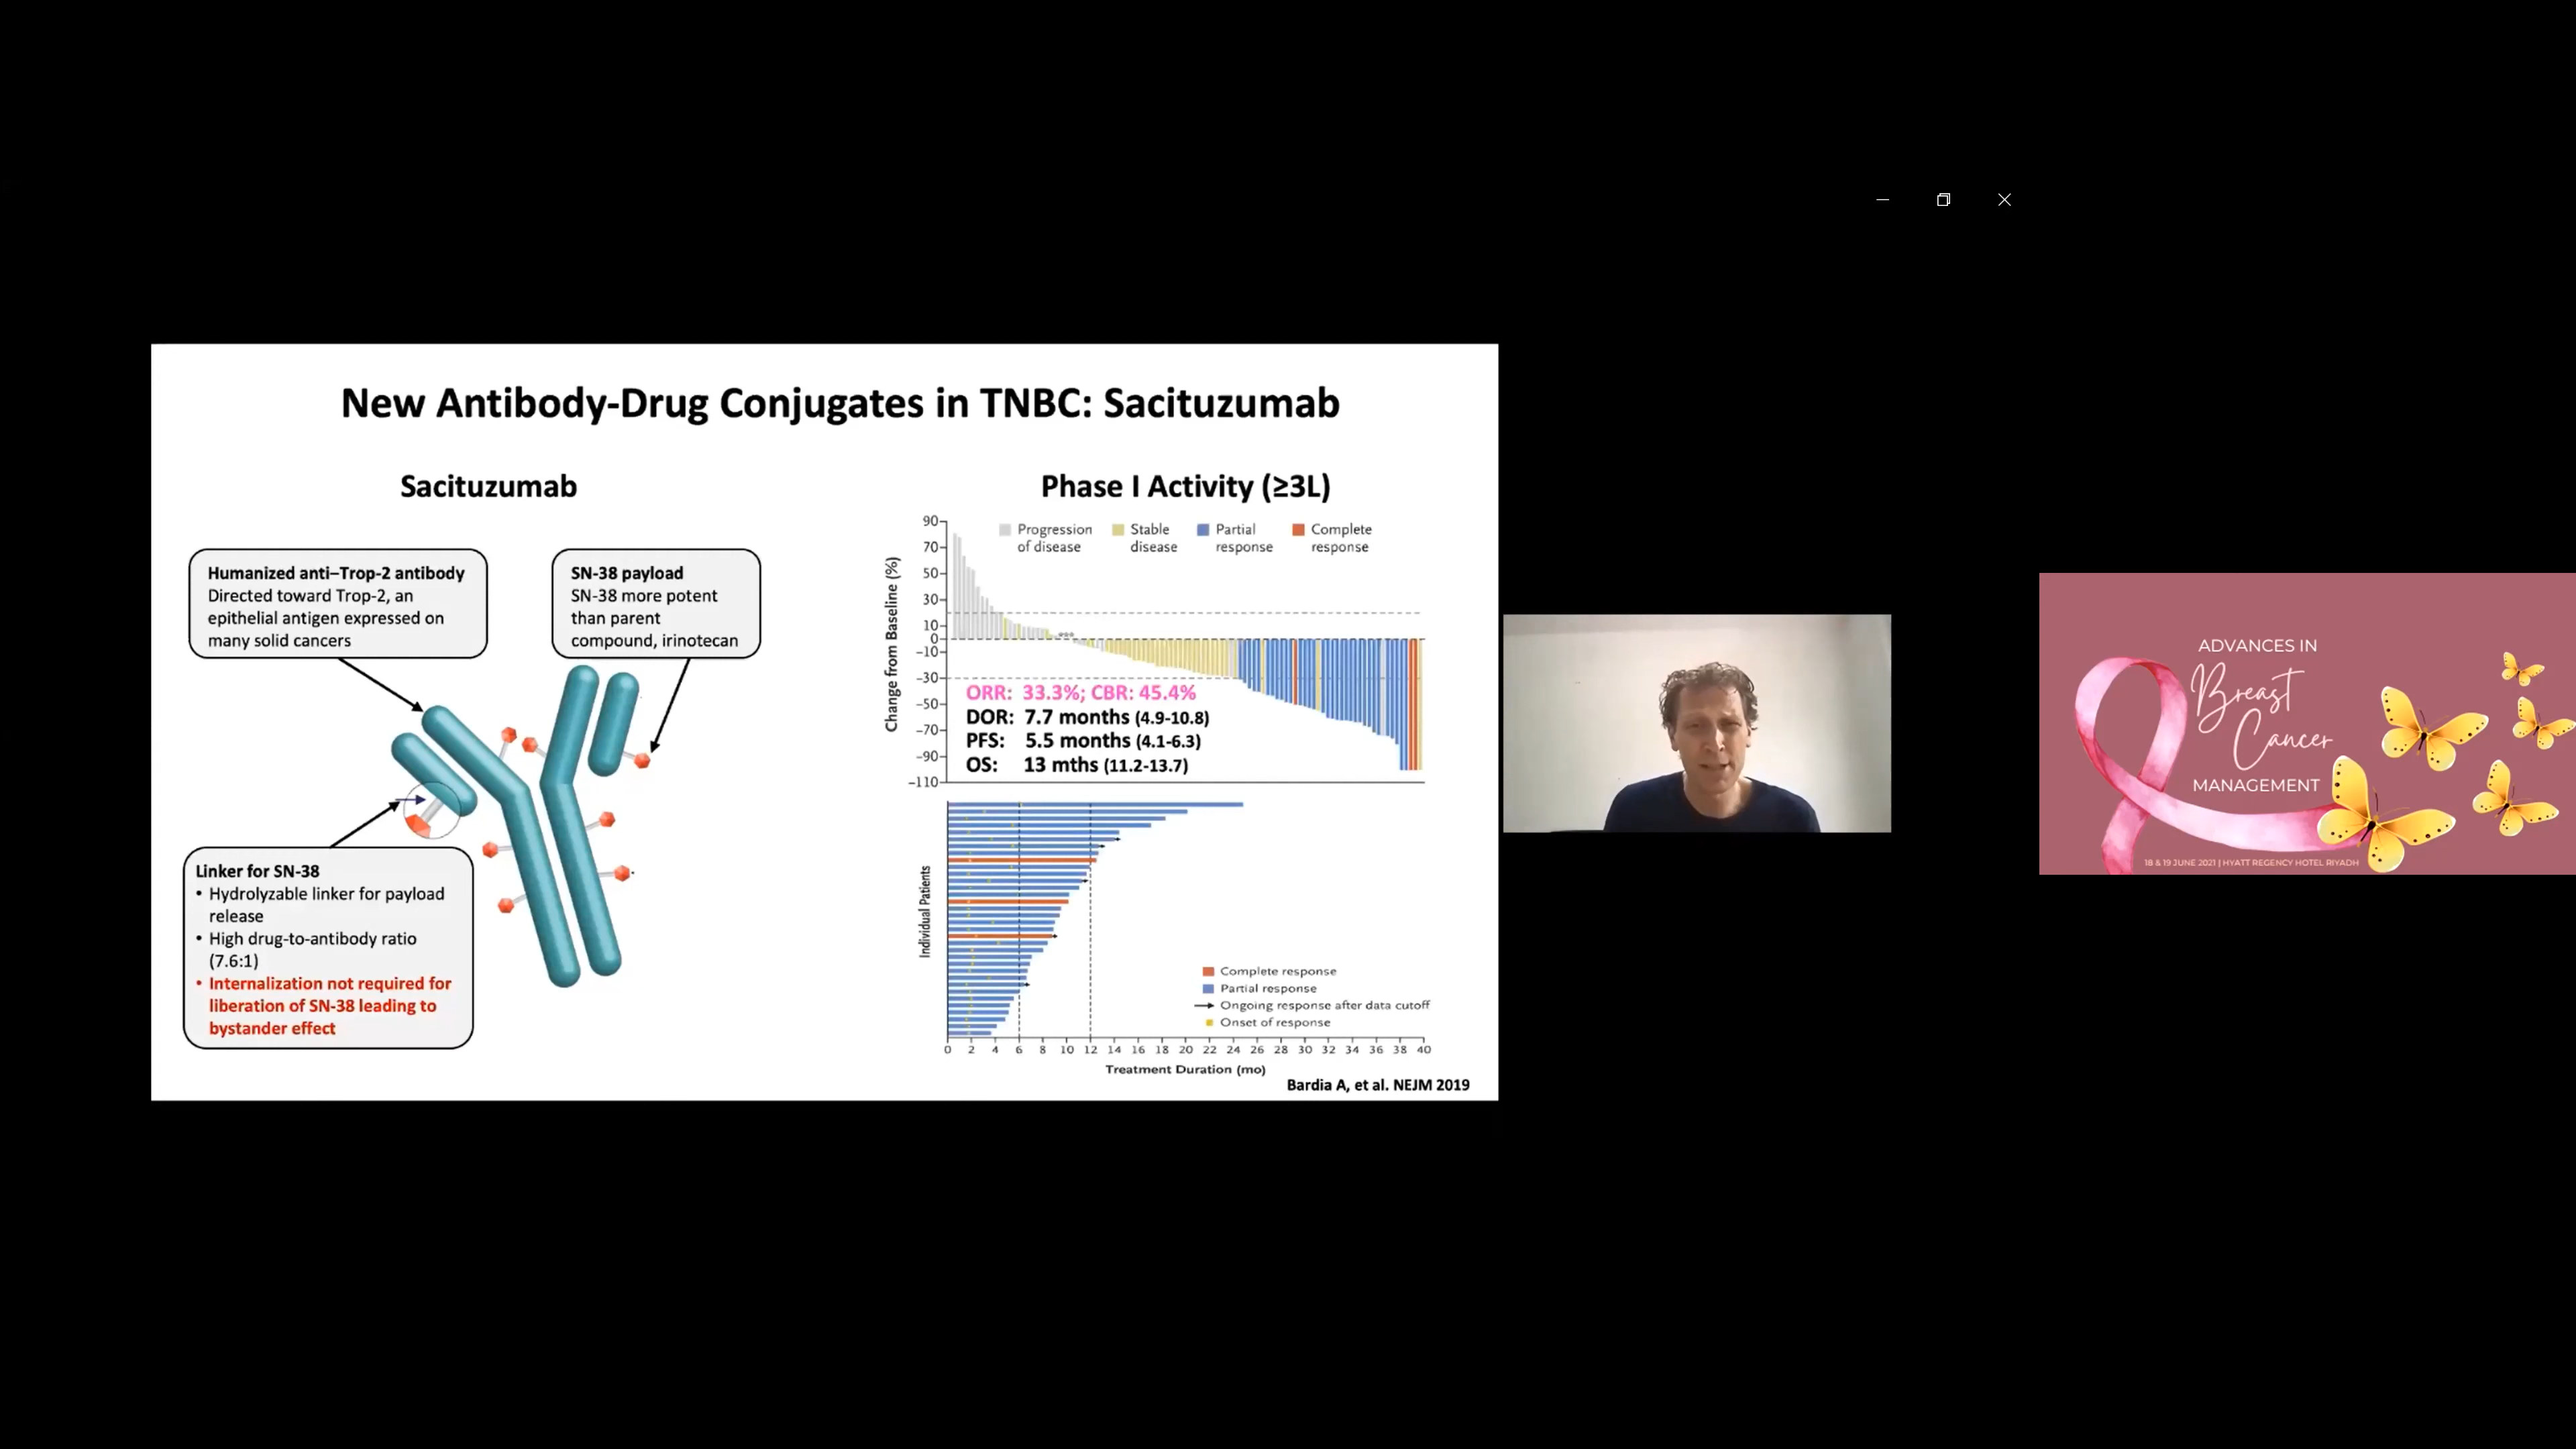 New Antibody-Drug Conjugates in TNBC: Sacituzumab
Sacituzumab
Humanized anti–Trop-2 antibody
Directed toward Trop-2, an
epithelial antigen expressed on
many solid cancers
SN-38 payload
SN-38 more potent
than parent
compound, irinotecan
Linker for SN-38
• Hydrolyzable linker for payload
release
• High drug-to-antibody ratio
(7.6:1)
• Internalization not required for
liberation of SN-38 leading to
bystander effect
Phase I Activity (≥3L)
Change from Baseline (%)
90
70
50
30
10
0
−10
−30
−50
−70
−90
−110
Progression
of disease
Stable
disease
Partial
response
Complete
response
ORR: 33.3%; CBR: 45.4%
DOR: 7.7 months (4.9-10.8)
PFS: 5.5 months (4.1-6.3)
OS: 13 mths (11.2-13.7)
Individual Patients
Complete response
Partial response
Ongoing response after data cutoff
Onset of response
0 2 4 6 8 10 12 14 16 18 20 22 24 26 28 30 32 34 36 38 40
Treatment Duration (mo)
Bardia A, et al. NEJM 2019
ADVANCES IN
Breast
Cancer
MANAGEMENT
18 & 19 JUNE 2021 | HYATT REGENCY HOTEL RIYADH